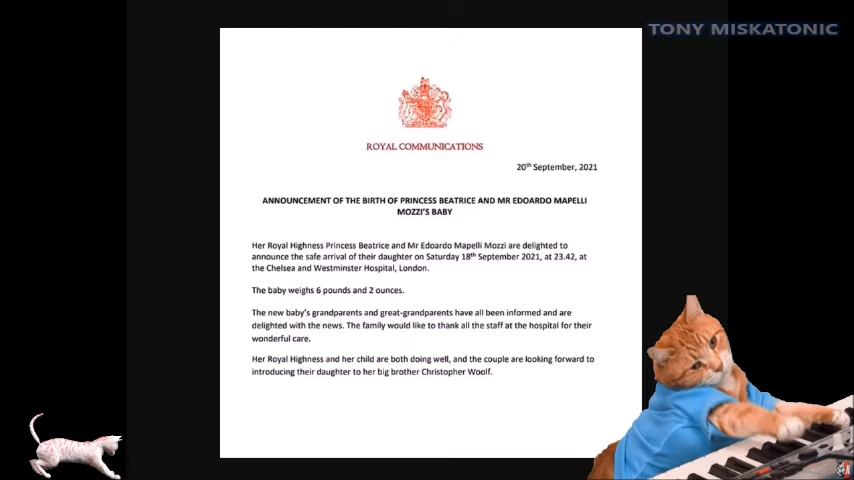 TONY MISKATONIC
ROYAL COMMUNICATIONS
20th September, 2021
ANNOUNCEMENT OF THE BIRTH OF PRINCESS BEATRICE AND MR EDOARDO MAPELLI
MOZZI'S BABY
Her Royal Highness Princess Beatrice and Mr Edoardo Mapelli Mozzi are delighted to
announce the safe arrival of their daughter on Saturday 18th September 2021, at 23.42, at
the Chelsea and Westminster Hospital, London.
The baby weighs 6 pounds and 2 ounces.
The new baby's grandparents and great-grandparents have all been informed and are
delighted with the news. The family would like to thank all the staff at the hospital for their
wonderful care.
Her Royal Highness and her child are both doing well, and the couple are looking forward to
introducing their daughter to her big brother Christopher Woolf.